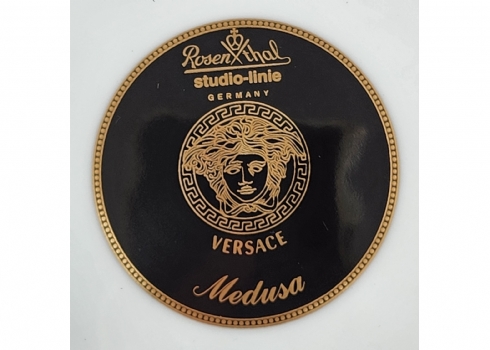 Rosenthal
studio-linie
GERMANY
VERSACE
Medusa